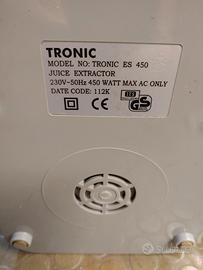 TRONIC
MODEL NO: TRONIC ES 450
JUICE EXTRACTOR
230V~50Hz 450 WATT MAX AC ONLY
DATE CODE: 112K
CE
GS
subito